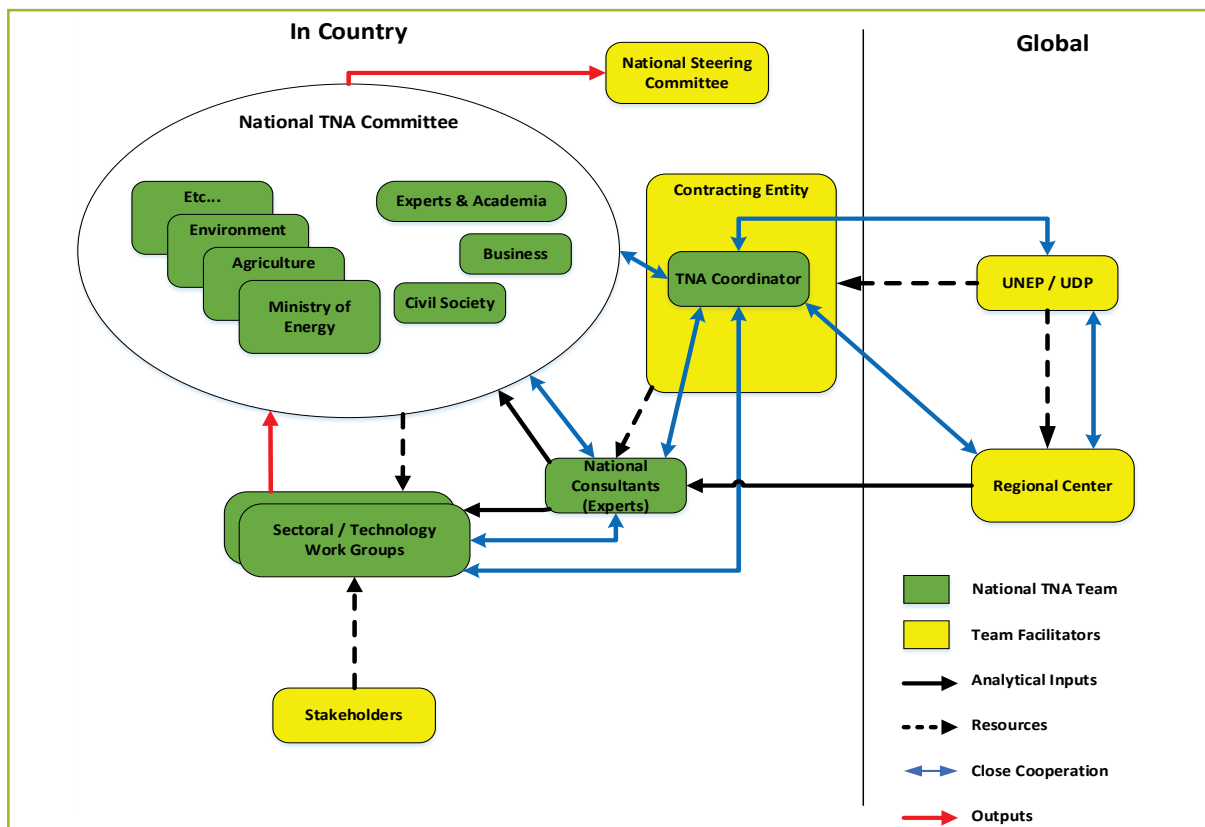 In Country
Global
National Steering
Committee
National TNA Committee
Etc...
Environment
Agriculture
Ministry of
Energy
Experts & Academia
Business
Civil Society
Contracting Entity
TNA Coordinator
UNEP / UDP
National
Consultants
(Experts)
Regional Center
Sectoral / Technology
Work Groups
Stakeholders
National TNA Team
Team Facilitators
Analytical Inputs
Resources
Close Cooperation
Outputs